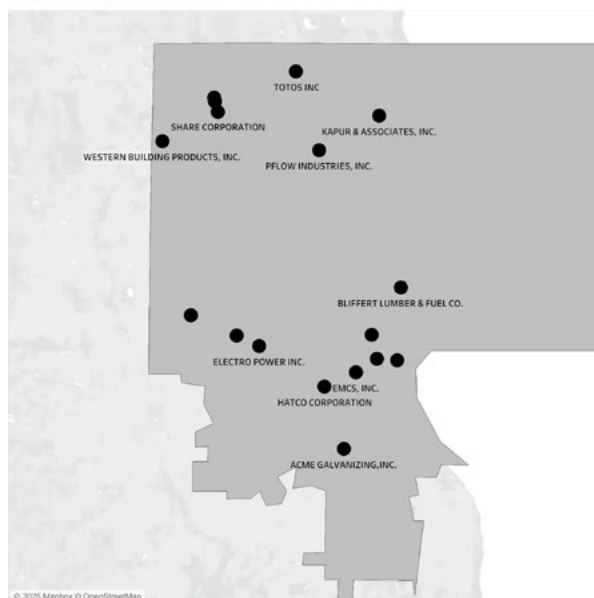 TOTOS INC
SHARE CORPORATION
KAPUR & ASSOCIATES, INC.
WESTERN BUILDING PRODUCTS, INC.
PFLOW INDUSTRIES, INC.
BLIFFERT LUMBER & FUEL CO.
ELECTRO POWER INC.
EMCS, INC.
HATCO CORPORATION
ACME GALVANIZING,INC.
© 2025 Mapbox © OpenStreetMap